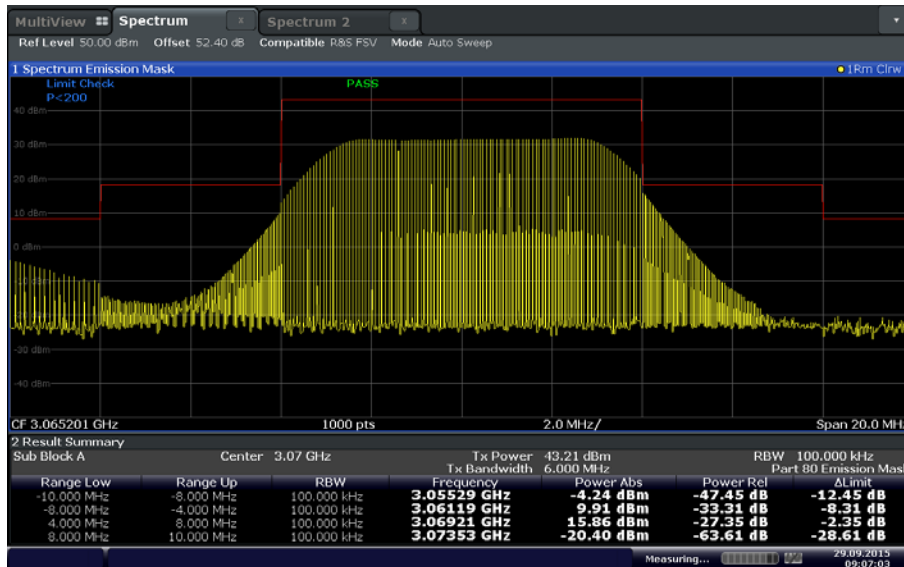 MultiView Spectrum x Spectrum 2 x
Ref Level 50.00 dBm Offset 52.40 dB Compatible R&S FSV Mode Auto Sweep
1 Spectrum Emission Mask 1Rm Clrw
Limit Check PASS
P<200
40 dBm
30 dBm
20 dBm
10 dBm
0 dBm
-20 dBm
-30 dBm
-40 dBm
CF 3.065201 GHz 1000 pts 2.0 MHz/ Span 20.0 MHz
2 Result Summary
Sub Block A Center 3.07 GHz Tx Power 43.21 dBm RBW 100.000 kHz
Tx Bandwidth 6.000 MHz Part 80 Emission Mask
Range Low Range Up RBW Frequency Power Abs Power Rel ΔLimit
-10.000 MHz -8.000 MHz 100.000 kHz 3.05529 GHz -4.24 dBm -47.45 dB -12.45 dB
-8.000 MHz -4.000 MHz 100.000 kHz 3.06119 GHz 9.91 dBm -33.31 dB -8.31 dB
4.000 MHz 8.000 MHz 100.000 kHz 3.06921 GHz 15.86 dBm -27.35 dB -2.35 dB
8.000 MHz 10.000 MHz 100.000 kHz 3.07353 GHz -20.40 dBm -63.61 dB -28.61 dB
Measuring... 29.09.2015
09:07:03